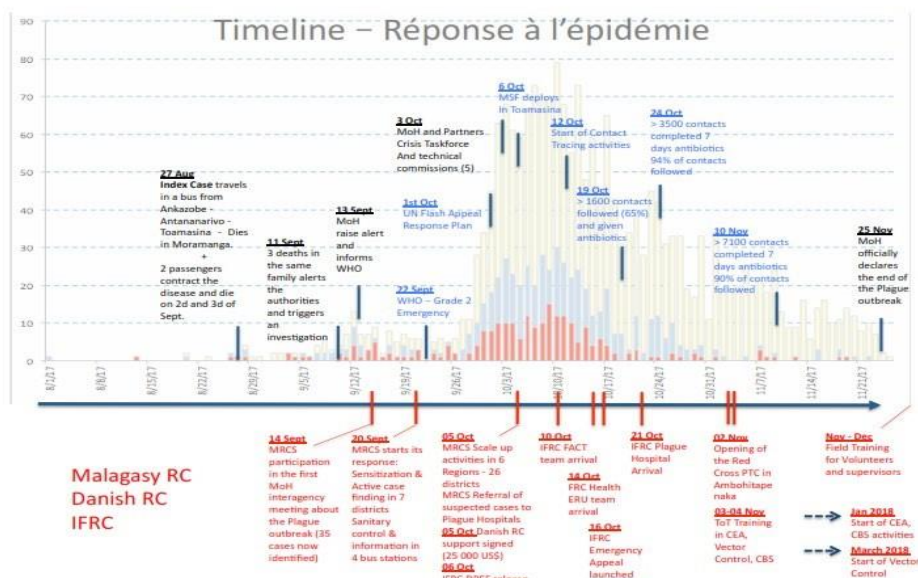 Timeline – Réponse à l'épidémie
90
80
70
60
50
40
30
20
10
0
27 Aug
Index Case travels
in a bus from
Ankazobe -
Antananarivo -
Toamasina - Dies
in Moramanga.
+
2 passengers
contract the
disease and die
on 2d and 3d of
Sept.
11 Sept
3 deaths in
the same
family alerts
the
authorities
and triggers
an
investigation
13 Sept
MoH
raise alert
and
informs
WHO
22 Sept
WHO – Grade 2
Emergency
1st Oct
UN Flash Appeal
Response Plan
3 Oct
MoH and Partners
Crisis Taskforce
And technical
commissions (5)
6 Oct
MSF deploys
in Toamasina
12 Oct
Start of Contact
Tracing activities
19 Oct
> 1600 contacts
followed (65%)
and given
antibiotics
24 Oct
> 3500 contacts
completed 7
days antibiotics
94% of contacts
followed
10 Nov
> 7100 contacts
completed 7
days antibiotics
90% of contacts
followed
25 Nov
MoH
officially
declares
the end of
the Plague
outbreak
8/1/17
8/8/17
8/15/17
8/22/17
8/29/17
9/5/17
9/12/17
9/19/17
9/26/17
10/3/17
10/10/17
10/17/17
10/24/17
10/31/17
11/7/17
11/14/17
11/21/17
Malagasy RC
Danish RC
IFRC
14 Sept
MRCS
participation
in the first
MoH
interagency
meeting about
the Plague
outbreak (35
cases now
identified)
20 Sept
MRCS starts its
response:
Sensitization &
Active case
finding in 7
districts
Sanitary
control &
information in
4 bus stations
05 Oct
MRCS Scale up
activities in 6
Regions - 26
districts
MRCS Referral of
suspected cases to
Plague Hospitals
05 Oct Danish RC
support signed
(25 000 US$)
06 Oct
10 Oct
IFRC FACT
team arrival
14 Oct
FRC Health
ERU team
arrival
16 Oct
IFRC
Emergency
Appeal
launched
21 Oct
IFRC Plague
Hospital
Arrival
02 Nov
Opening of
the Red
Cross PTC in
Ambohitape
naka
03-04 Nov
ToT Training
in CEA,
Vector
Control, CBS
Nov - Dec
Field Training
for Volunteers
and supervisors
Jan 2018
Start of CEA,
CBS activities
March 2018
Start of Vector
Control